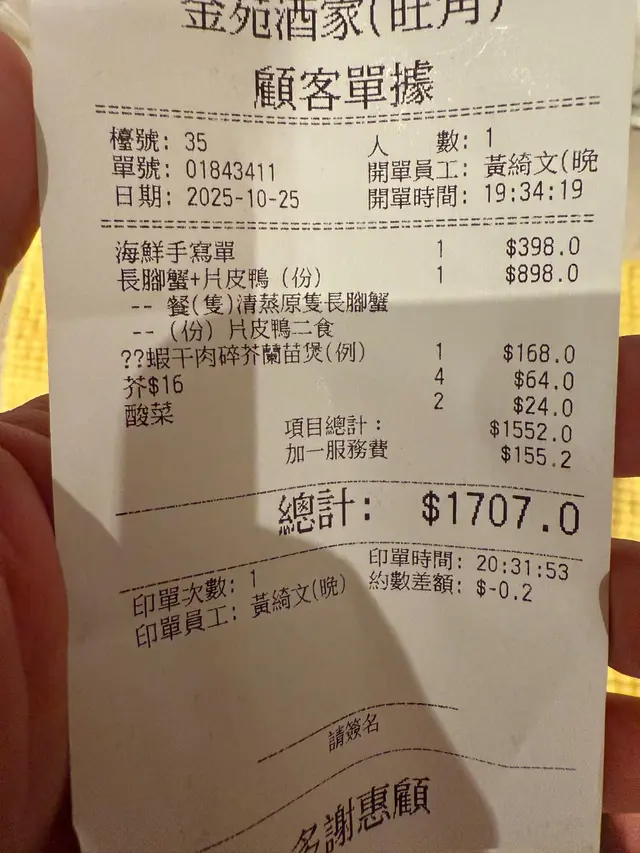 金苑酒家(旺角)
顧客單據
檯號: 35 人 數: 1
單號: 01843411 開單員工: 黃綺文(晚
日期: 2025-10-25 開單時間: 19:34:19
海鮮手寫單 1 $398.0
長腳蟹+片皮鴨 (份) 1 $898.0
-- 餐(隻)清蒸原隻長腳蟹
-- (份) 片皮鴨二食
??蝦干肉碎芥蘭苗煲(例) 1 $168.0
芥$16 4 $64.0
酸菜 2 $24.0
項目總計: $1552.0
加一服務費 $155.2
總計: $1707.0
印單次數: 1 印單時間: 20:31:53
印單員工: 黃綺文(晚) 約數差額: $-0.2
請簽名
多謝惠顧